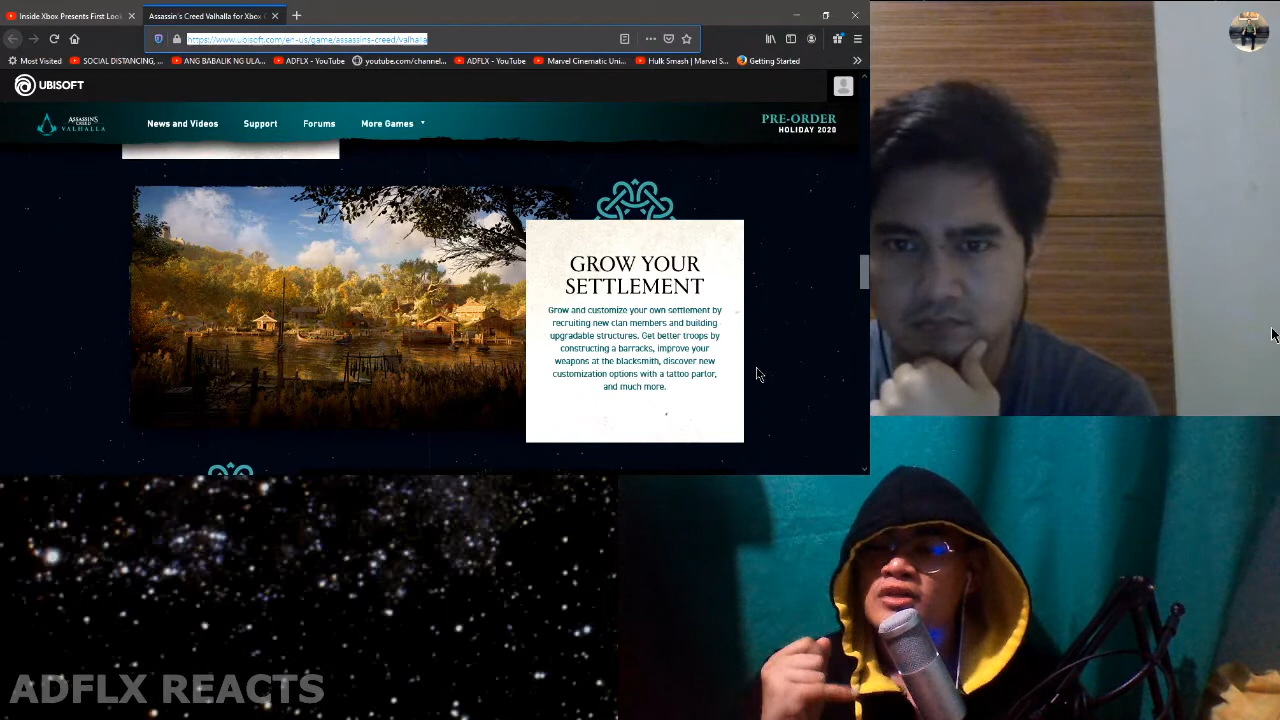 Inside Xbox Presents First Look
Assassin's Creed Valhalla for Xbox
https://www.ubisoft.com/en-us/game/assassins-creed/valhalla
Most Visited
SOCIAL DISTANCING, ...
ANG BABALIK NG ULA...
ADFLX - YouTube
youtube.com/channel...
ADFLX - YouTube
Marvel Cinematic Uni...
Hulk Smash | Marvel S...
Getting Started
UBISOFT
ASSASSIN'S
CREED
VALHALLA
News and Videos
Support
Forums
More Games
PRE-ORDER
HOLIDAY 2020
GROW YOUR
SETTLEMENT
Grow and customize your own settlement by
recruiting new clan members and building
upgradable structures. Get better troops by
constructing a barracks, improve your
weapons at the blacksmith, discover new
customization options with a tattoo parlor,
and much more.
ADFLX REACTS